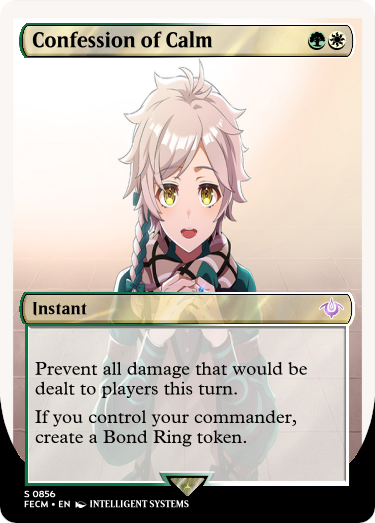 Confession of Calm
Instant
Prevent all damage that would be
dealt to players this turn.
If you control your commander,
create a Bond Ring token.
S 0856
FECM • EN INTELLIGENT SYSTEMS